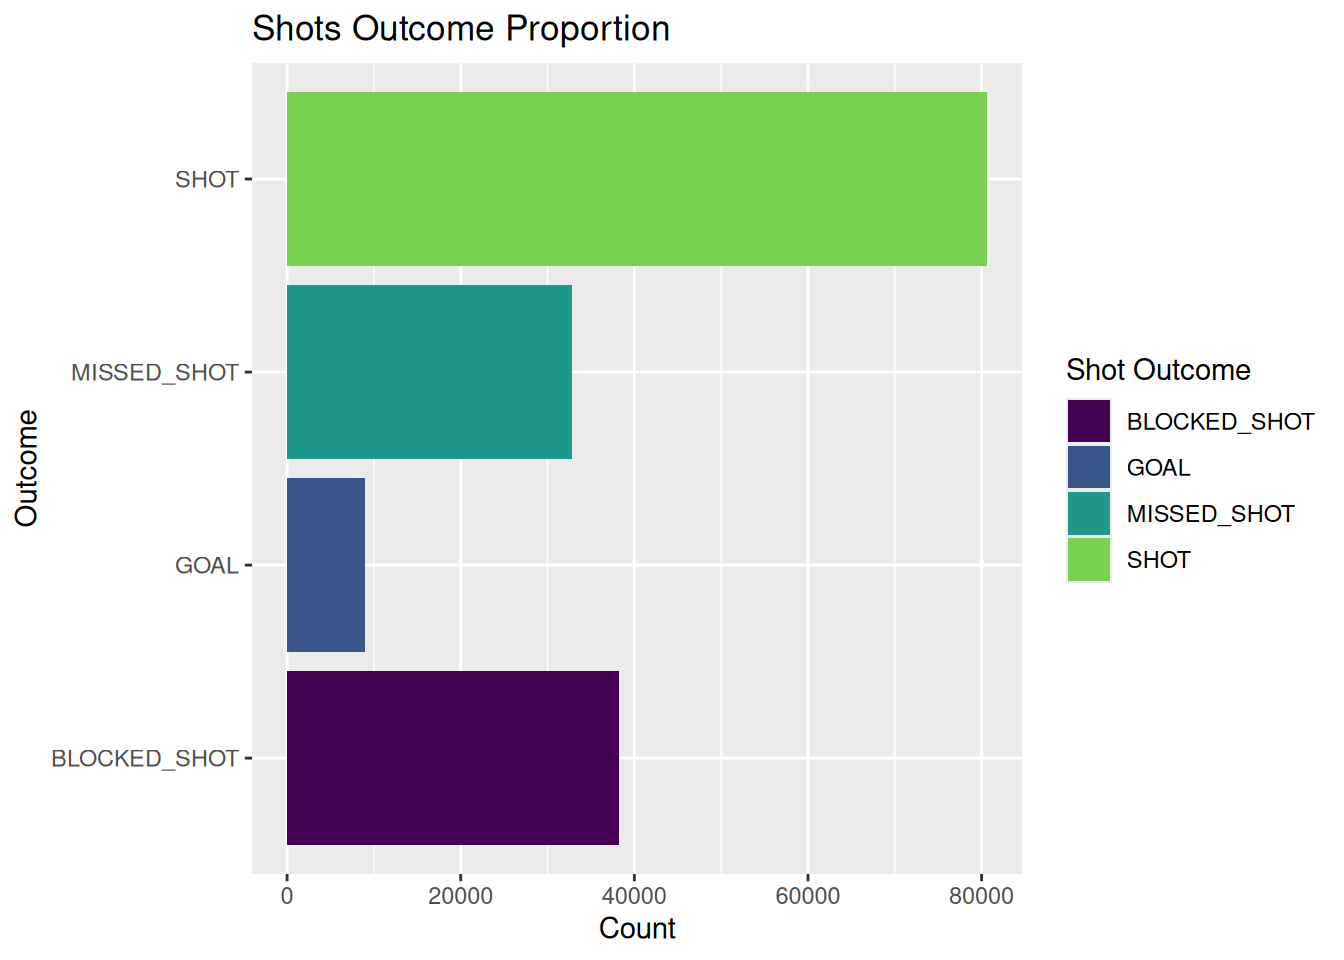 Shots Outcome Proportion
SHOT
MISSED_SHOT
GOAL
BLOCKED_SHOT
Outcome
0 20000 40000 60000 80000
Count
Shot Outcome
BLOCKED_SHOT
GOAL
MISSED_SHOT
SHOT